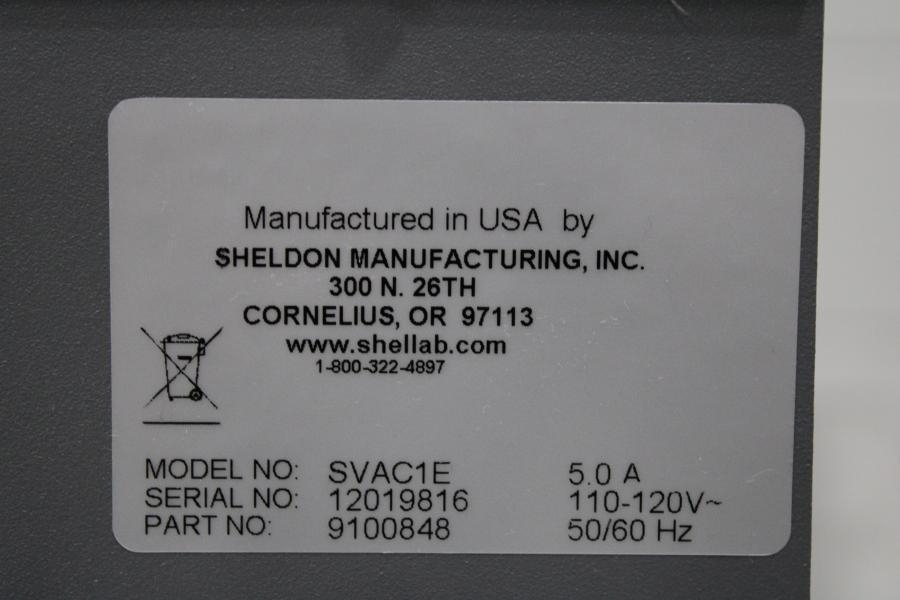 Manufactured in USA by
SHELDON MANUFACTURING, INC.
300 N. 26TH
CORNELIUS, OR 97113
www.shellab.com
1-800-322-4897
MODEL NO: SVAC1E 5.0 A
SERIAL NO: 12019816 110-120V~
PART NO: 9100848 50/60 Hz